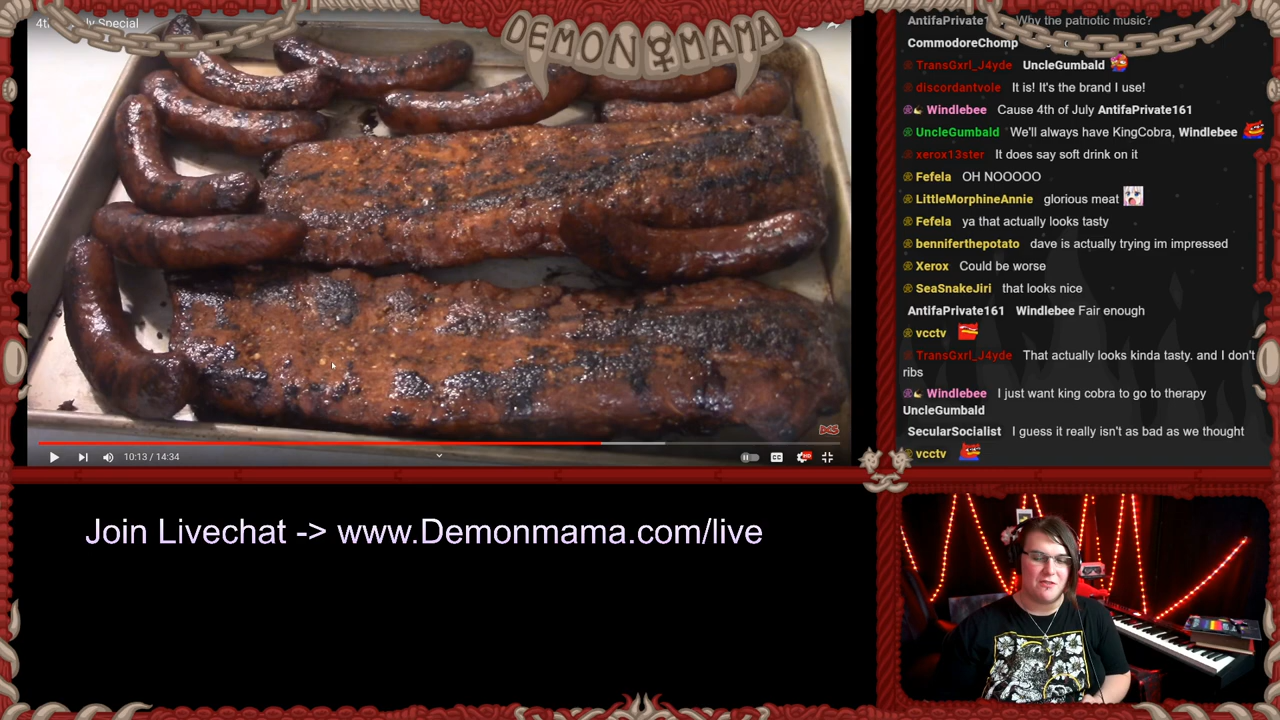 4th
Special
DEMON MAMA
Why the patriotic music?
CommodoreChomp
TransGxrl_J4yde UncleGumbald
discordantvole It is! It's the brand I use!
Windlebee Cause 4th of July AntifaPrivate161
UncleGumbald We'll always have KingCobra, Windlebee
xerox13ster It does say soft drink on it
Fefela OH NOOOOO
LittleMorphineAnnie glorious meat
Fefela ya that actually looks tasty
benniferthepotato dave is actually trying im impressed
Xerox Could be worse
SeaSnakeJiri that looks nice
AntifaPrivate161 Windlebee Fair enough
vcctv
TransGxrl_J4yde That actually looks kinda tasty. and I don't
ribs
Windlebee I just want king cobra to go to therapy
UncleGumbald
SecularSocialist I guess it really isn't as bad as we thought
vcctv
10:13 / 14:34
CC
HD
DCS
Join Livechat -> www.Demonmama.com/live